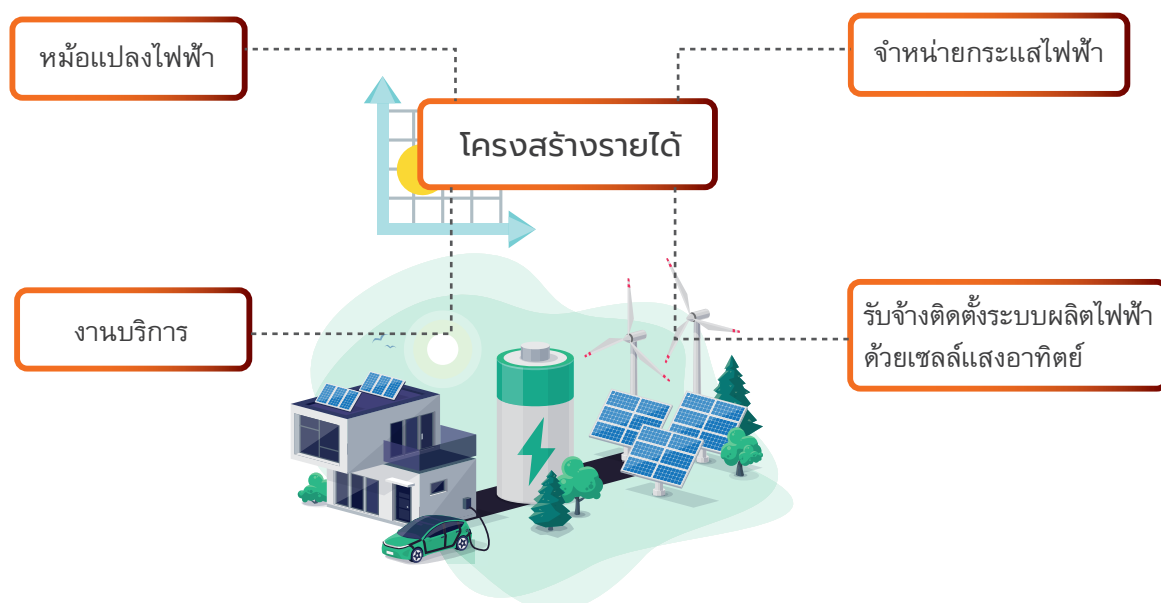 หม้อแปลงไฟฟ้า
จำหน่ายกระแสไฟฟ้า
โครงสร้างรายได้
งานบริการ
รับจ้างติดตั้งระบบผลิตไฟฟ้า
ด้วยเซลล์แสงอาทิตย์